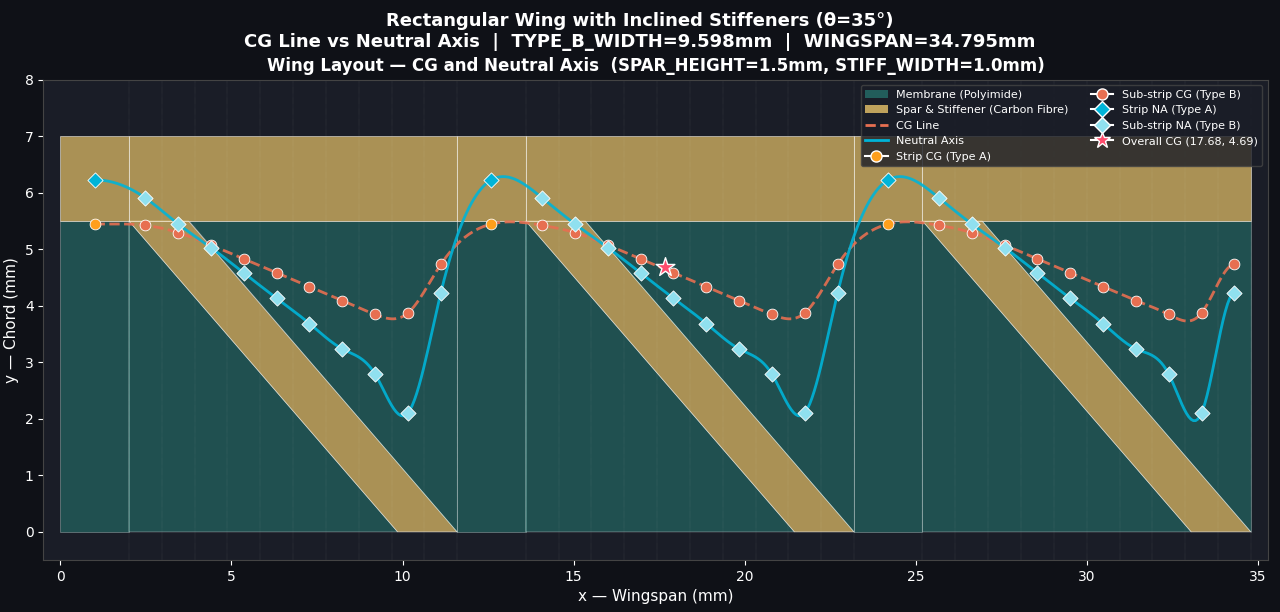 Rectangular Wing with Inclined Stiffeners (θ=35°)
CG Line vs Neutral Axis | TYPE_B_WIDTH=9.598mm | WINGSPAN=34.795mm
Wing Layout — CG and Neutral Axis (SPAR_HEIGHT=1.5mm, STIFF_WIDTH=1.0mm)
Membrane (Polyimide)
Spar & Stiffener (Carbon Fibre)
CG Line
Neutral Axis
Strip CG (Type A)
Sub-strip CG (Type B)
Strip NA (Type A)
Sub-strip NA (Type B)
Overall CG (17.68, 4.69)
y — Chord (mm)
8
7
6
5
4
3
2
1
0
0 5 10 15 20 25 30 35
x — Wingspan (mm)